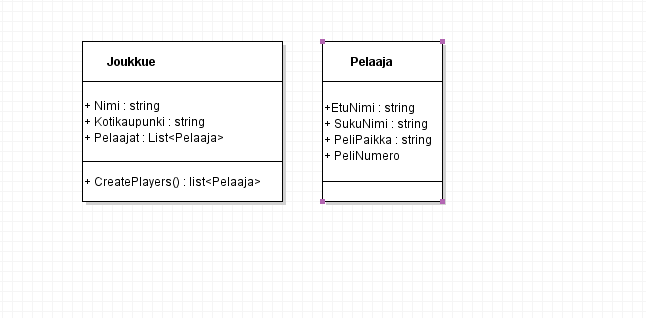 Joukkue
+ Nimi : string
+ Kotikaupunki : string
+ Pelaajat : List<Pelaaja>
+ CreatePlayers() : list<Pelaaja>
Pelaaja
+EtuNimi : string
+ SukuNimi : string
+ PeliPaikka : string
+ PeliNumero